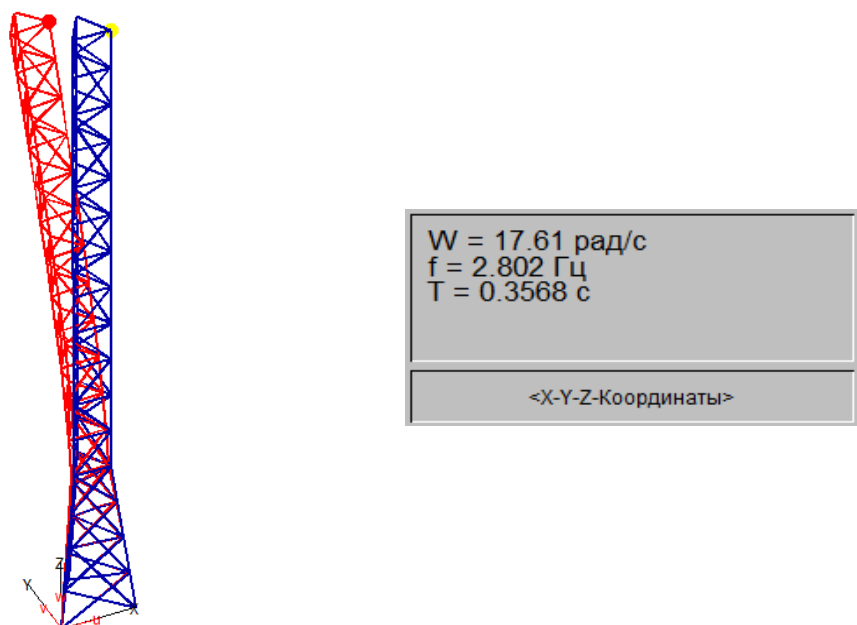 W = 17.61 рад/с
f = 2.802 Гц
T = 0.3568 с
<X-Y-Z-Координаты>
Z
Y
v
w
u
X